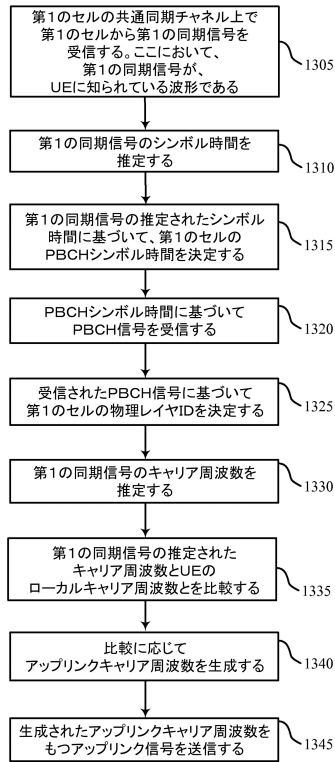 第1のセルの共通同期チャネル上で
第1のセルから第1の同期信号を
受信する。ここにおいて、
第1の同期信号が、
UEに知られている波形である
1305
第1の同期信号のシンボル時間を
推定する
1310
第1の同期信号の推定されたシンボル
時間に基づいて、第1のセルの
PBCHシンボル時間を決定する
1315
PBCHシンボル時間に基づいて
PBCH信号を受信する
1320
受信されたPBCH信号に基づいて
第1のセルの物理レイヤIDを決定する
1325
第1の同期信号のキャリア周波数を
推定する
1330
第1の同期信号の推定された
キャリア周波数とUEの
ローカルキャリア周波数とを比較する
1335
比較に応じて
アップリンクキャリア周波数を生成する
1340
生成されたアップリンクキャリア周波数を
もつアップリンク信号を送信する
1345